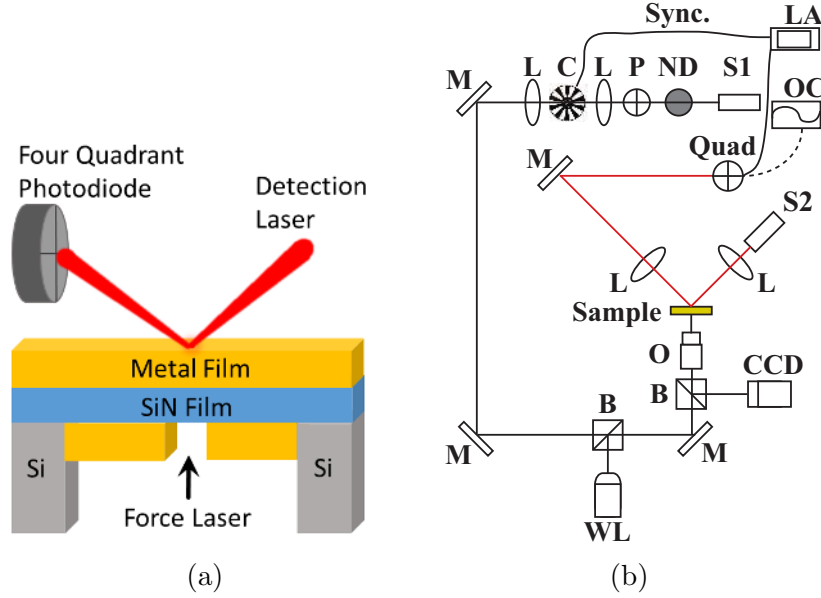 Four Quadrant
Photodiode
Detection
Laser
Metal Film
SiN Film
Si
Si
Force Laser
(a)
Sync.
LA
M
L
C
L
P
ND
S1
OC
M
Quad
S2
L
L
Sample
O
CCD
B
B
M
M
WL
(b)